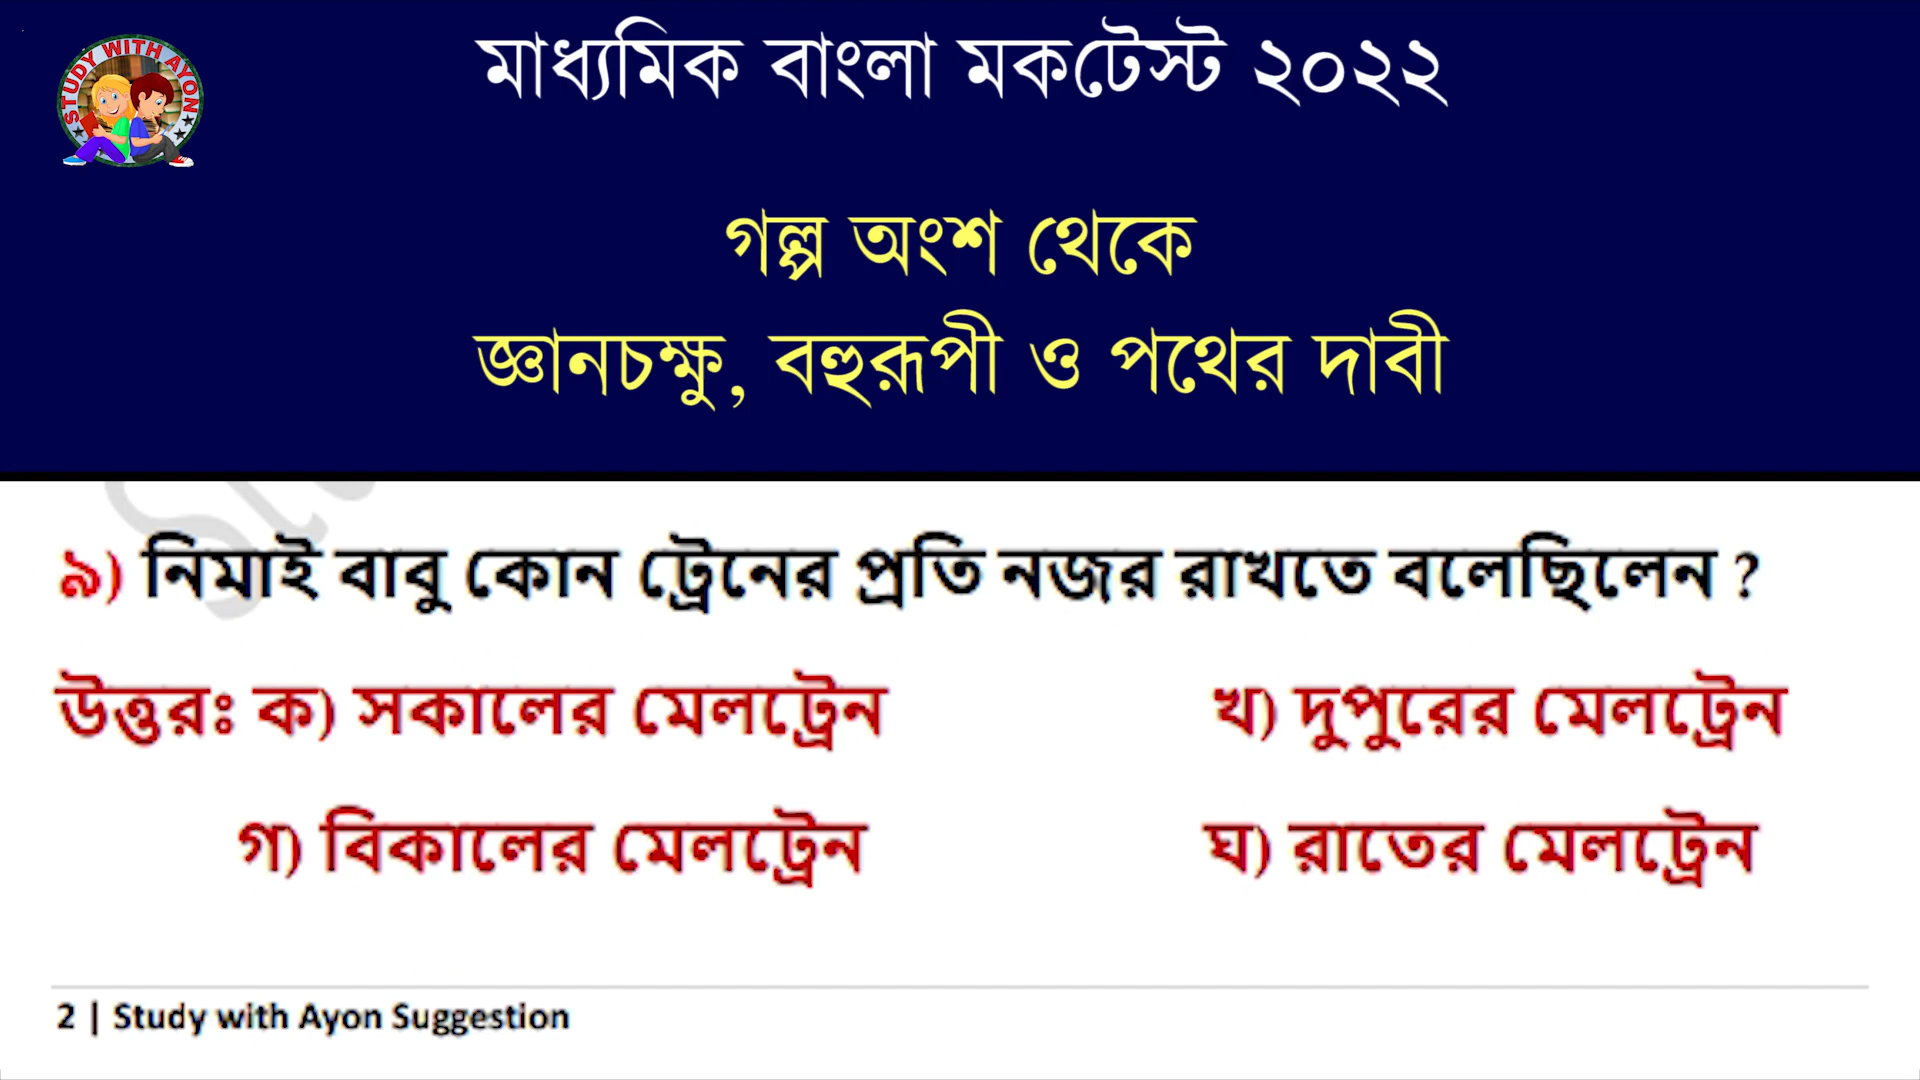 STUDY WITH AYON
মাধ্যমিক বাংলা মকটেস্ট ২০২২
গল্প অংশ থেকে
জ্ঞানচক্ষু, বহুরূপী ও পথের দাবী
৯) নিমাই বাবু কোন ট্রেনের প্রতি নজর রাখতে বলেছিলেন ?
উত্তরঃ ক) সকালের মেলট্রেন খ) দুপুরের মেলট্রেন
গ) বিকালের মেলট্রেন ঘ) রাতের মেলট্রেন
2 | Study with Ayon Suggestion